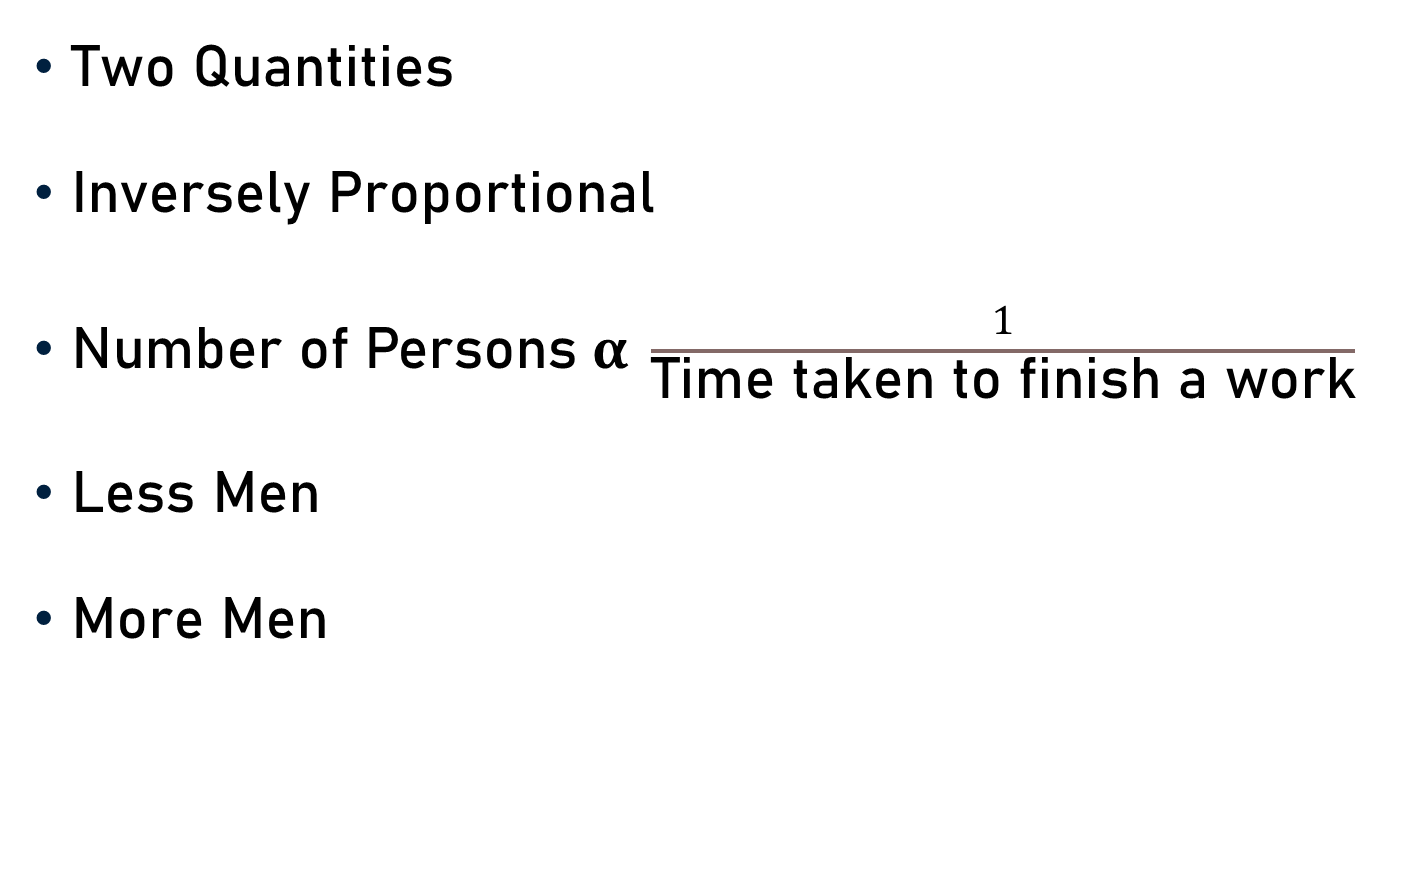 • Two Quantities
• Inversely Proportional
• Number of Persons α 1
Time taken to finish a work
• Less Men
• More Men